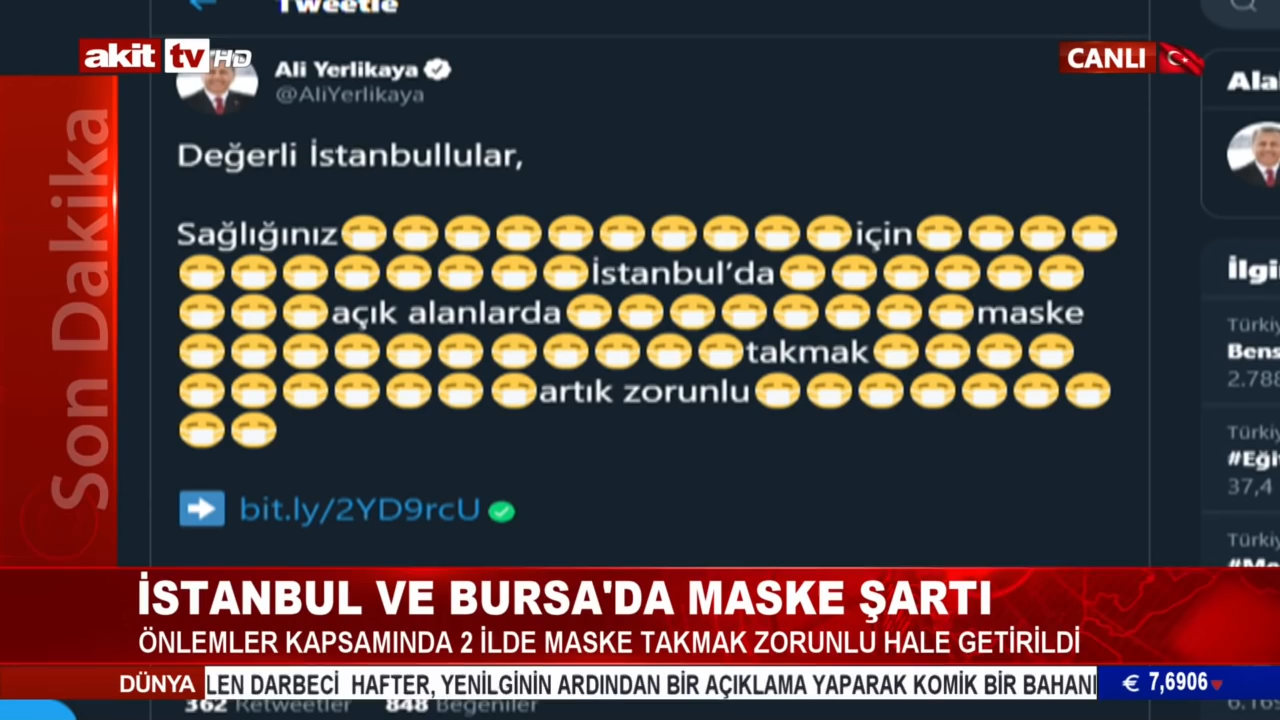 Tweetle
akit tv HD
CANLI
Ali Yerlikaya
@AliYerlikaya
Değerli İstanbullular,
Sağlığınız😷😷😷😷😷😷😷😷😷😷için😷😷😷😷
😷😷😷😷😷😷😷😷İstanbul’da😷😷😷😷😷😷
😷😷😷açık alanlarda😷😷😷😷😷😷😷😷maske
😷😷😷😷😷😷😷😷😷😷😷takmak😷😷😷😷
😷😷😷😷😷😷😷artık zorunlu😷😷😷😷😷😷😷
😷😷
➡ bit.ly/2YD9rcU
Son Dakika
Türkiy
Bens
2.788
Türkiy
#Eği
37,4
Türkiy
İSTANBUL VE BURSA'DA MASKE ŞARTI
ÖNLEMLER KAPSAMINDA 2 İLDE MASKE TAKMAK ZORUNLU HALE GETİRİLDİ
DÜNYA
LEN DARBECİ HAFTER, YENİLGİNİN ARDINDAN BİR AÇIKLAMA YAPARAK KOMİK BİR BAHANI
€ 7,6906
362 Retweetler 848 Beğeniler